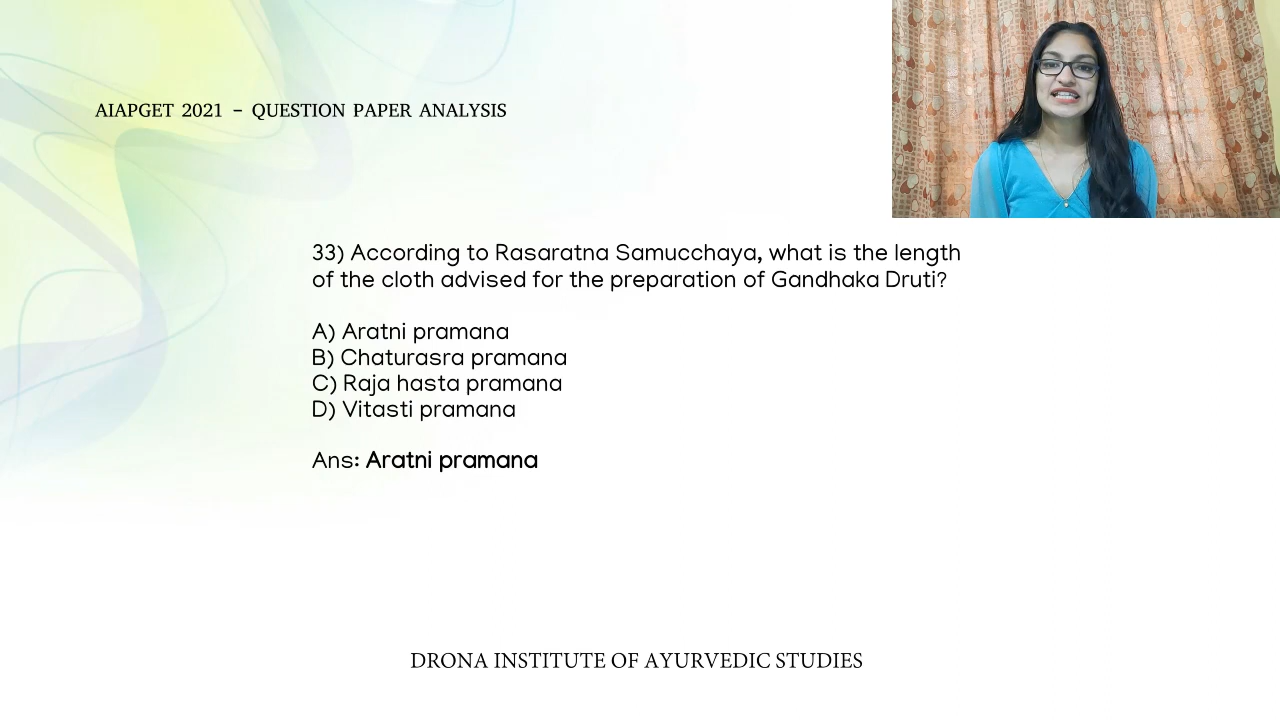 AIAPGET 2021 - QUESTION PAPER ANALYSIS
33) According to Rasaratna Samucchaya, what is the length
of the cloth advised for the preparation of Gandhaka Druti?
A) Aratni pramana
B) Chaturasra pramana
C) Raja hasta pramana
D) Vitasti pramana
Ans: Aratni pramana
DRONA INSTITUTE OF AYURVEDIC STUDIES